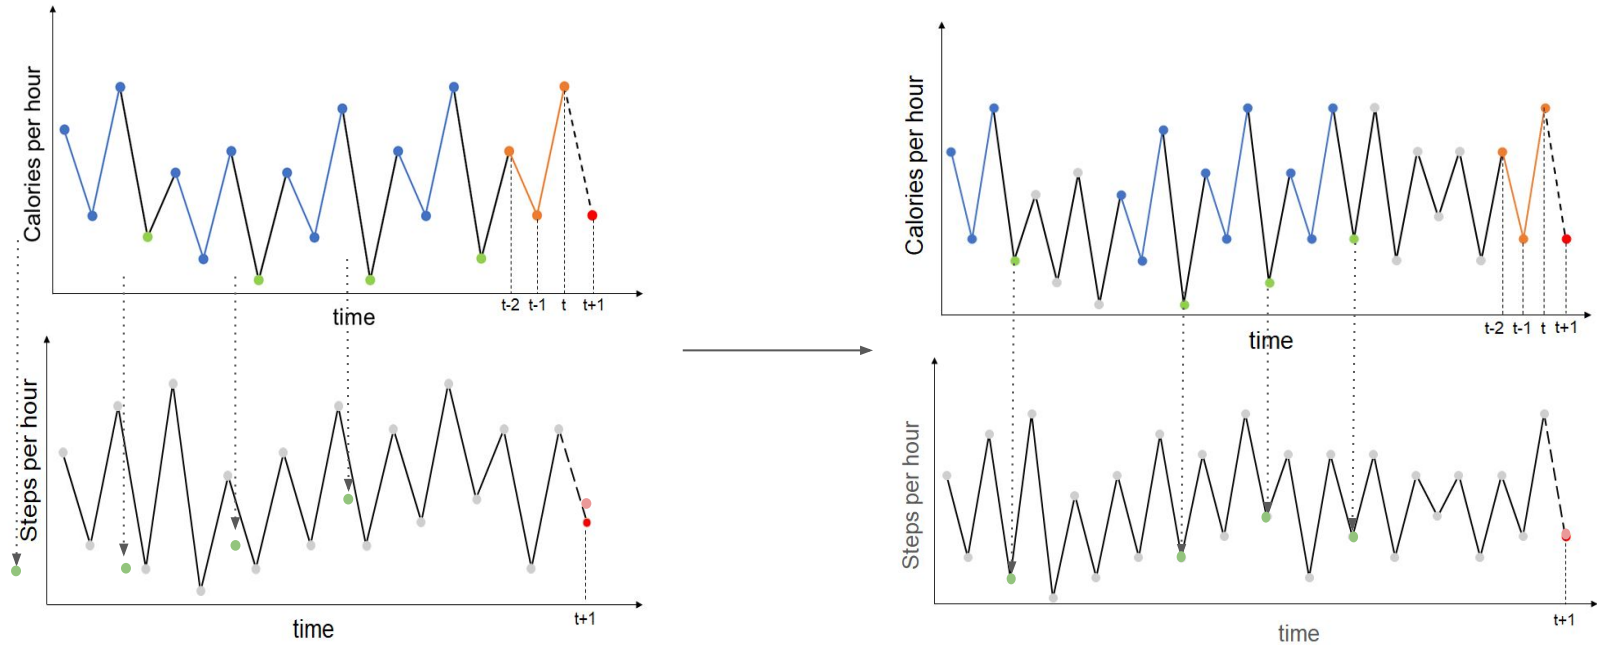 Calories per hour
t-2 t-1 t t+1
time
Steps per hour
t+1
time
Calories per hour
t-2 t-1 t t+1
time
Steps per hour
t+1
time